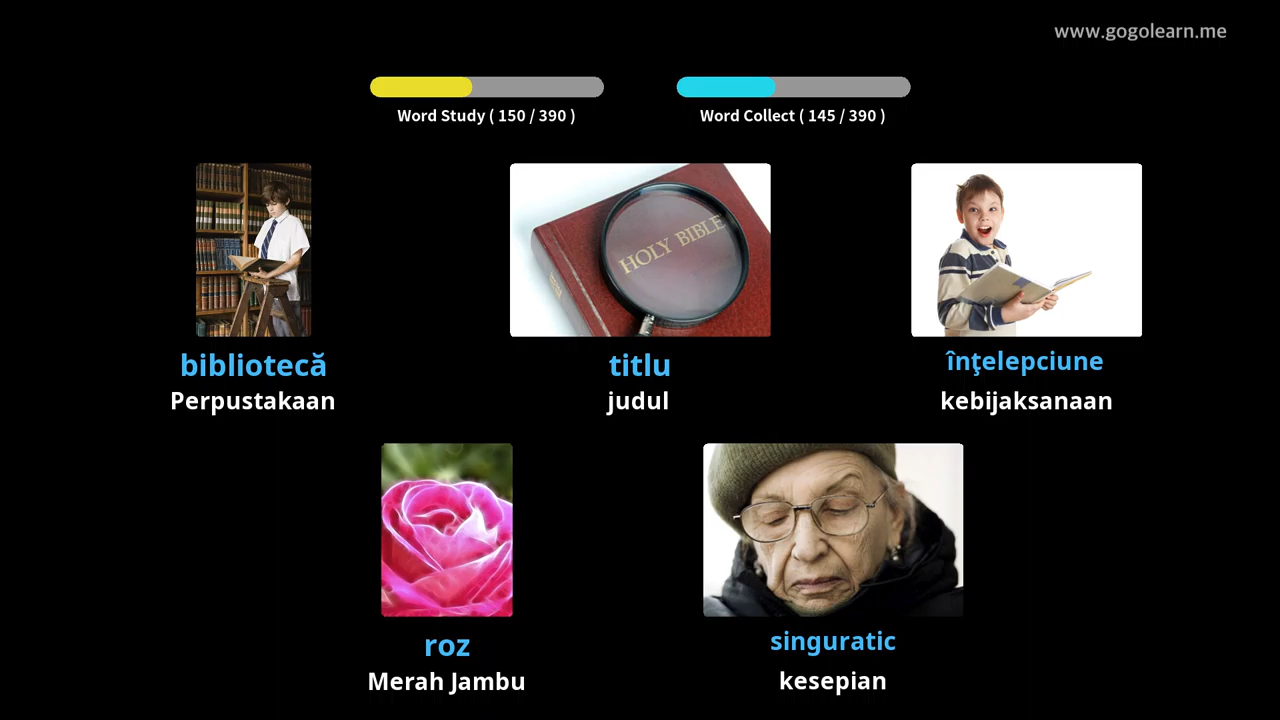 www.gogolearn.me
Word Study ( 150 / 390 )
Word Collect ( 145 / 390 )
HOLY BIBLE
bibliotecă
Perpustakaan
titlu
judul
înţelepciune
kebijaksanaan
roz
Merah Jambu
singuratic
kesepian